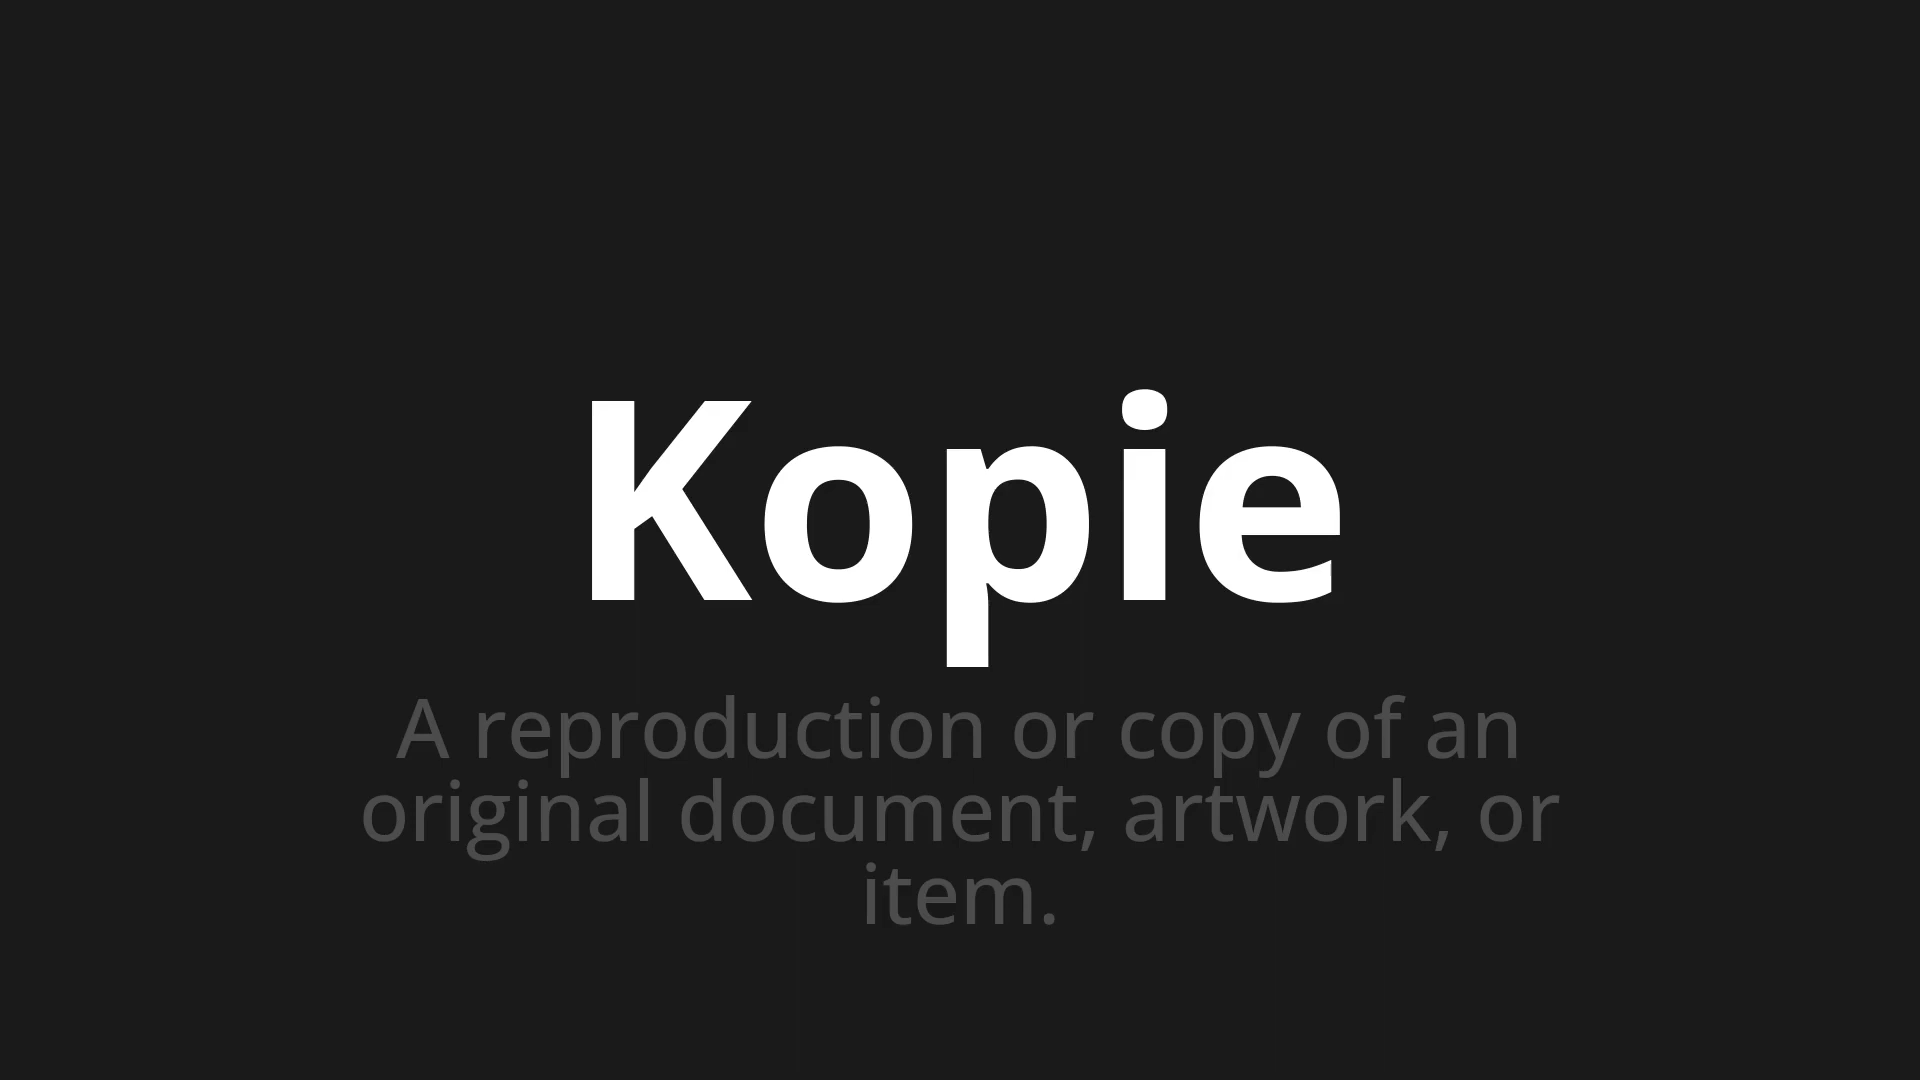 Kopie
A reproduction or copy of an
original document, artwork, or
item.